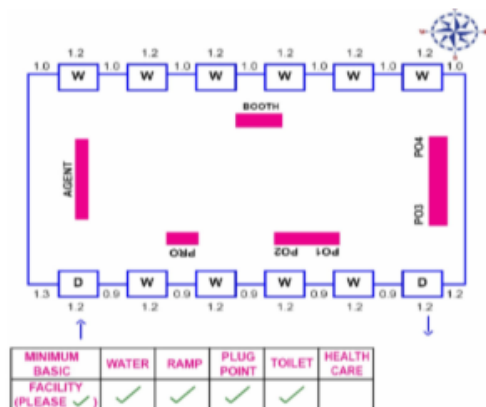 1.2 1.2 1.2 1.2 1.2 1.2
1.0 W 1.0 W 1.0 W 1.0 W 1.0 W 1.0 W 1.0
BOOTH
AGENT
PO4
PO3
PRO
PO2 PO1
1.3 D 0.9 W 0.9 W 0.9 W 0.9 W 0.9 D 1.2
1.2 1.2 1.2 1.2 1.2 1.2
MINIMUM BASIC WATER RAMP PLUG POINT TOILET HEALTH CARE
FACILITY
(PLEASE ✓) ✓ ✓ ✓ ✓